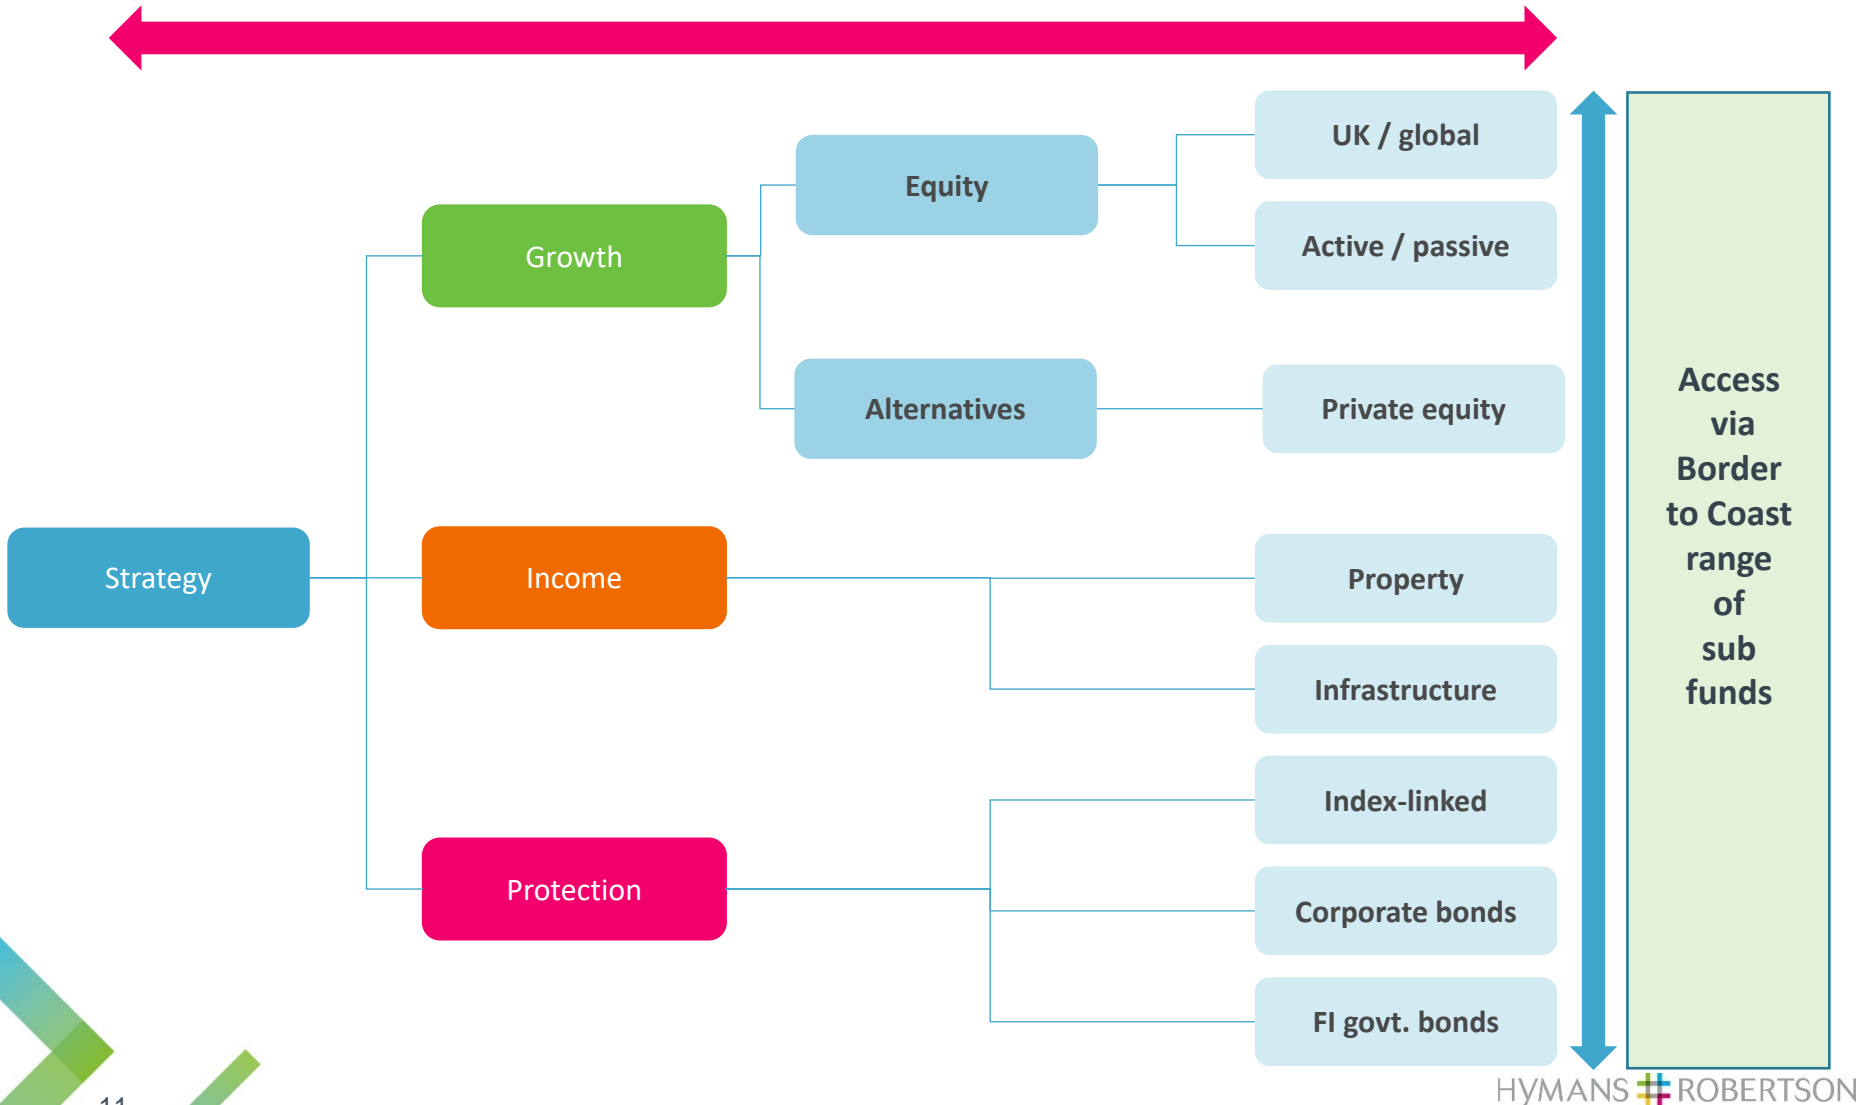 UK / global
Equity
Active / passive
Growth
Alternatives
Private equity
Strategy
Income
Property
Infrastructure
Protection
Index-linked
Corporate bonds
FI govt. bonds
Access
via
Border
to Coast
range
of
sub
funds
11
HYMANS # ROBERTSON